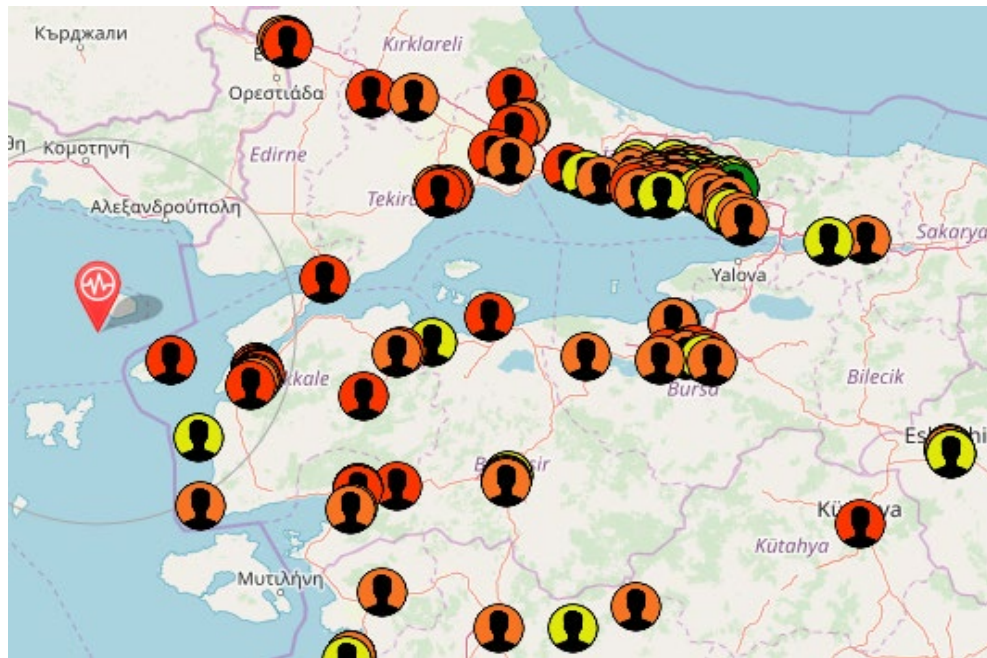 Кърджали
Kırklareli
Ορεστιάδα
Κομοτηνή
Edirne
Αλεξανδρούπολη
Sakarya
Yalova
Bilecik
Bursa
Kütahya
Μυτιλήνη